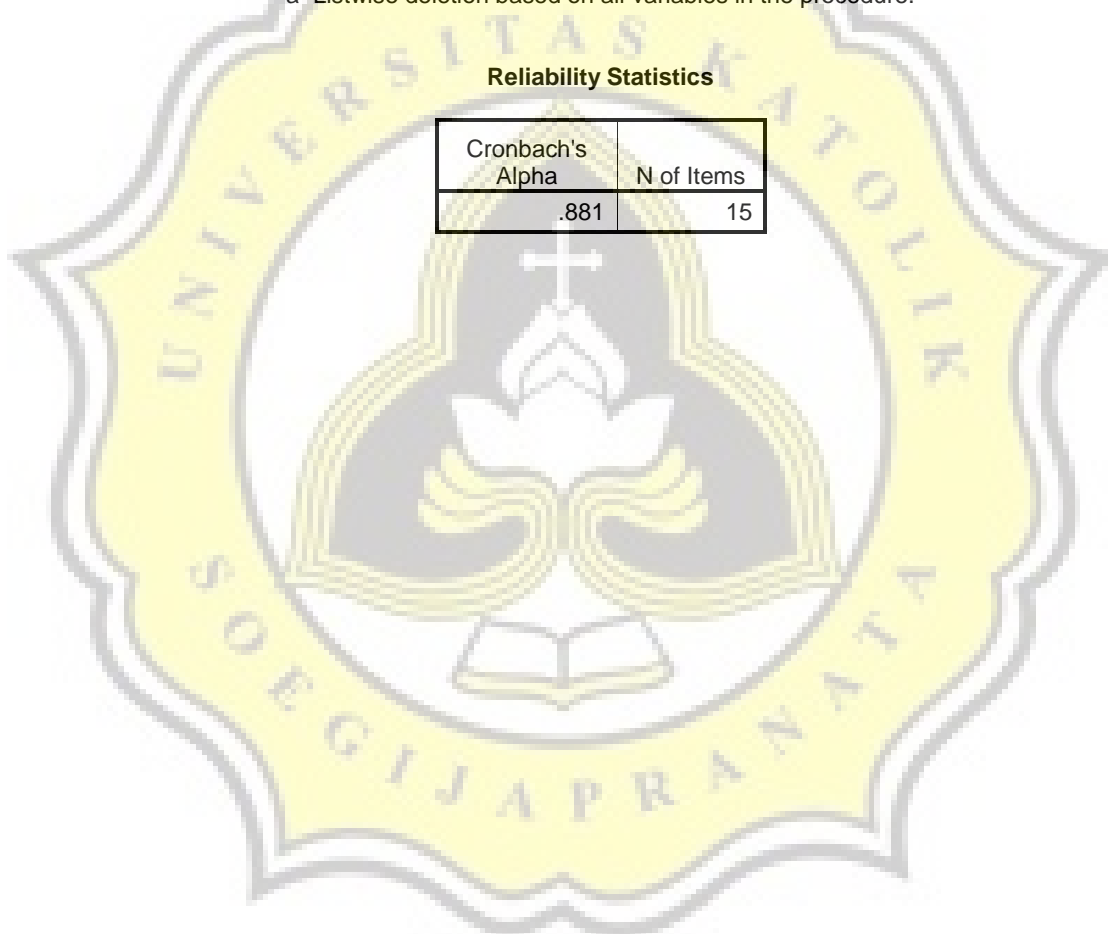 a Listwise deletion based on all variables in the procedure.
Reliability Statistics
Cronbach's
Alpha
N of Items
.881
15
UNIVERSITAS KATOLIK
SOEGIJAPRANATA